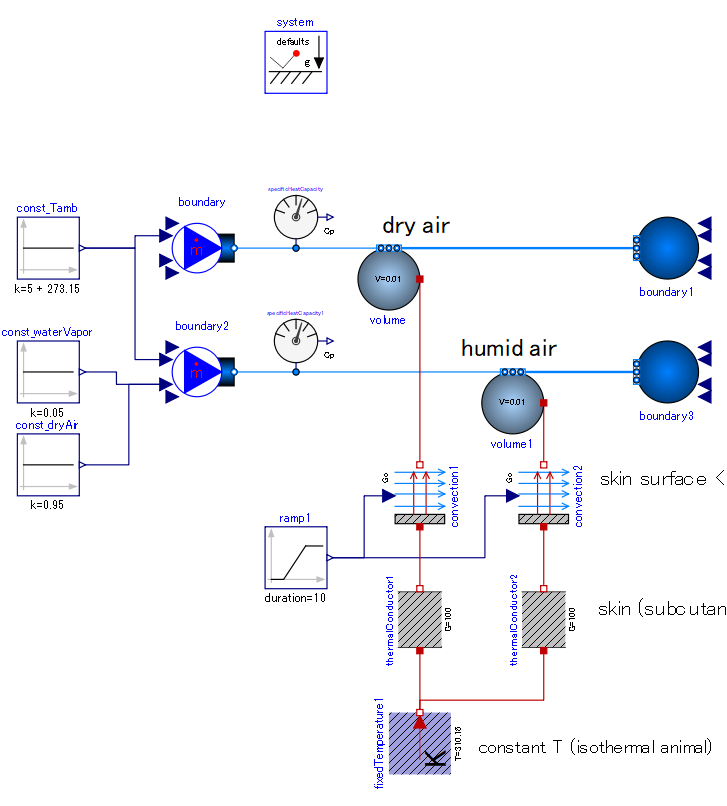 system
defaults
g
specificHeatCapacity
const_Tamb
boundary
Cp
dry air
ṁ
V=0.01
k=5 + 273.15
boundary1
volume
specificHeatCapacity1
const_waterVapor
boundary2
Cp
humid air
ṁ
V=0.01
k=0.05
boundary3
const_dryAir
volume1
k=0.95
Gc
convection1
Gc
convection2
skin surface <
ramp1
duration=10
thermalConductor1
G=100
thermalConductor2
G=100
skin (subcutan
fixedTemperature1
K
T=310.15
constant T (isothermal animal)